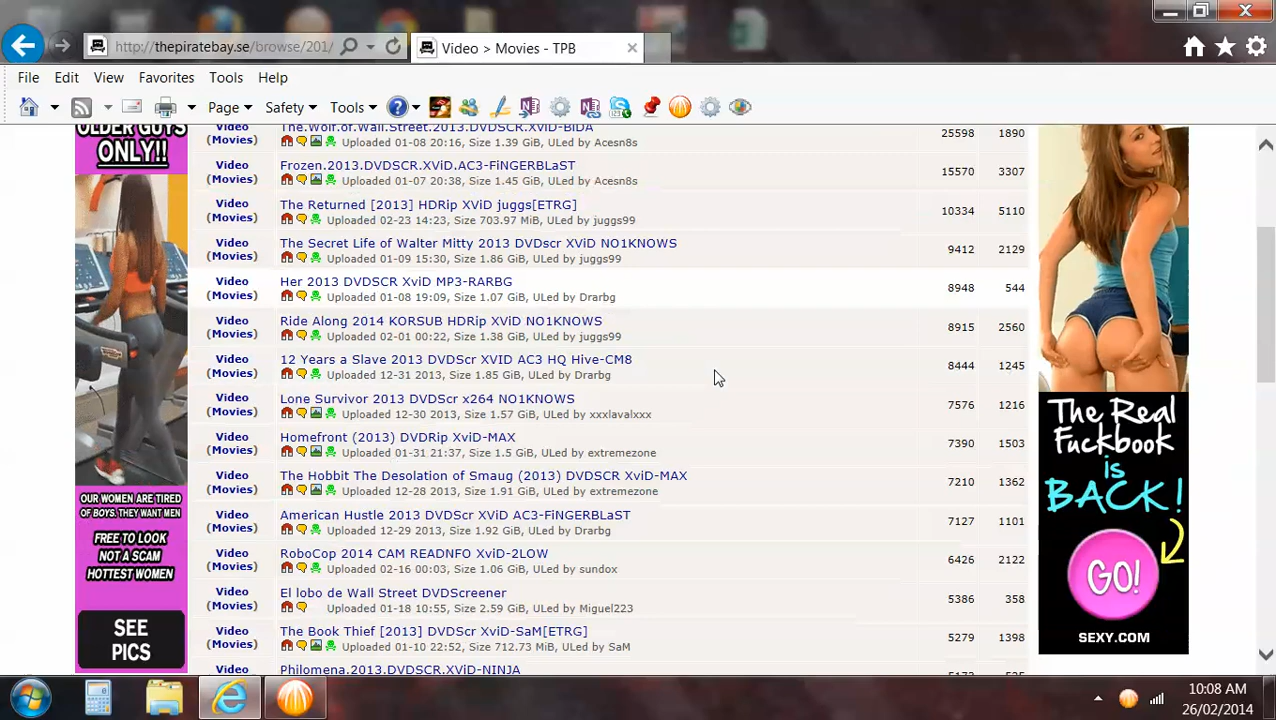 http://thepiratebay.se/browse/201/
Video > Movies - TPB
File Edit View Favorites Tools Help
Page Safety Tools
OLDER GUYS
ONLY!!
OUR WOMEN ARE TIRED
OF BOYS. THEY WANT MEN
FREE TO LOOK
NOT A SCAM
HOTTEST WOMEN
SEE
PICS
Video The.Wolf.of.Wall.Street.2013.DVDSCR.XviD-BiDA 25598 1890
(Movies) Uploaded 01-08 20:16, Size 1.39 GiB, ULed by Acesn8s
Video Frozen.2013.DVDSCR.XViD.AC3-FiNGERBLaST 15570 3307
(Movies) Uploaded 01-07 20:38, Size 1.45 GiB, ULed by Acesn8s
Video The Returned [2013] HDRip XViD juggs[ETRG] 10334 5110
(Movies) Uploaded 02-23 14:23, Size 703.97 MiB, ULed by juggs99
Video The Secret Life of Walter Mitty 2013 DVDscr XViD NO1KNOWS 9412 2129
(Movies) Uploaded 01-09 15:30, Size 1.86 GiB, ULed by juggs99
Video Her 2013 DVDSCR XviD MP3-RARBG 8948 544
(Movies) Uploaded 01-08 19:09, Size 1.07 GiB, ULed by Drarbg
Video Ride Along 2014 KORSUB HDRip XViD NO1KNOWS 8915 2560
(Movies) Uploaded 02-01 00:22, Size 1.38 GiB, ULed by juggs99
Video 12 Years a Slave 2013 DVDScr XVID AC3 HQ Hive-CM8 8444 1245
(Movies) Uploaded 12-31 2013, Size 1.85 GiB, ULed by Drarbg
Video Lone Survivor 2013 DVDScr x264 NO1KNOWS 7576 1216
(Movies) Uploaded 12-30 2013, Size 1.57 GiB, ULed by xxxlavalxxx
Video Homefront (2013) DVDRip XviD-MAX 7390 1503
(Movies) Uploaded 01-31 21:37, Size 1.5 GiB, ULed by extremezone
Video The Hobbit The Desolation of Smaug (2013) DVDSCR XviD-MAX 7210 1362
(Movies) Uploaded 12-28 2013, Size 1.91 GiB, ULed by extremezone
Video American Hustle 2013 DVDScr XViD AC3-FiNGERBLaST 7127 1101
(Movies) Uploaded 12-29 2013, Size 1.92 GiB, ULed by Drarbg
Video RoboCop 2014 CAM READNFO XviD-2LOW 6426 2122
(Movies) Uploaded 02-16 00:03, Size 1.06 GiB, ULed by sundox
Video El lobo de Wall Street DVDScreener 5386 358
(Movies) Uploaded 01-18 10:55, Size 2.59 GiB, ULed by Miguel223
Video The Book Thief [2013] DVDScr XviD-SaM[ETRG] 5279 1398
(Movies) Uploaded 01-10 22:52, Size 712.73 MiB, ULed by SaM
Video Philomena.2013.DVDSCR.XViD-NiNJA
The Real
Fuckbook
is
BACK!
GO!
SEXY.COM
10:08 AM
26/02/2014